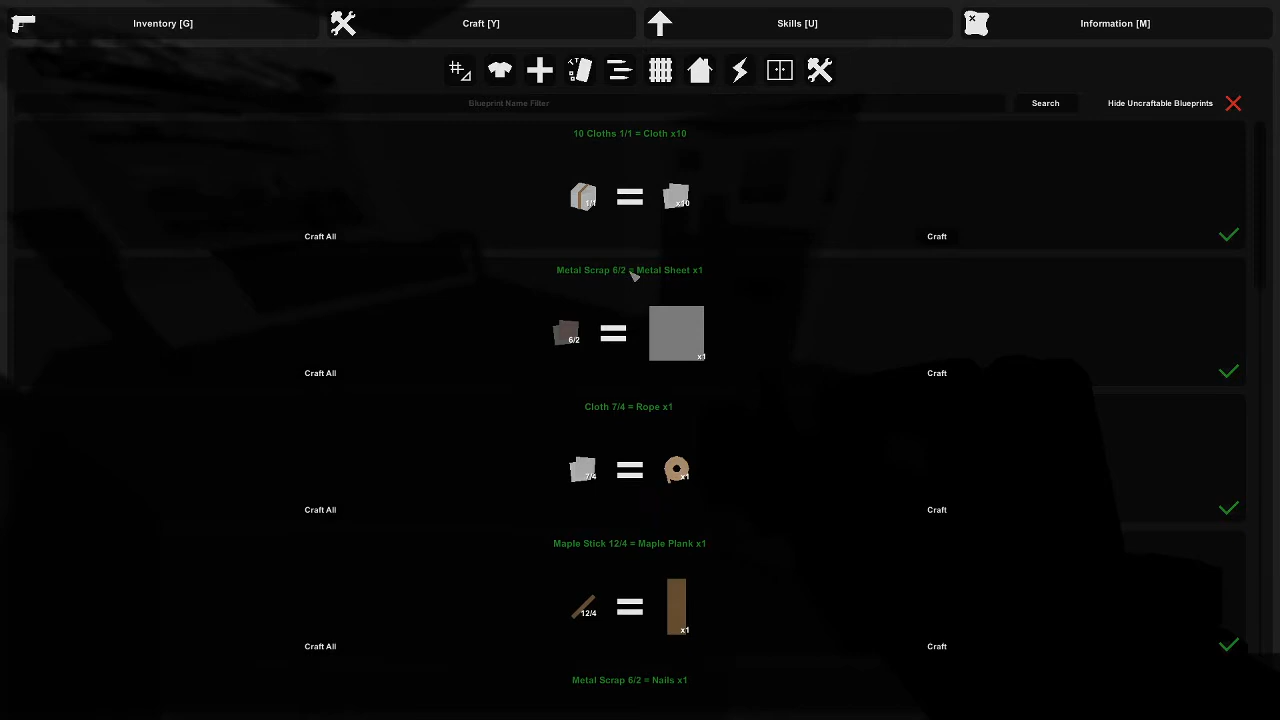 Inventory [G]
Craft [Y]
Skills [U]
Information [M]
Blueprint Name Filter
Search
Hide Uncraftable Blueprints
10 Cloths 1/1 = Cloth x10
1/1
x10
Craft All
Craft
Metal Scrap 6/2 = Metal Sheet x1
6/2
x1
Craft All
Craft
Cloth 7/4 = Rope x1
7/4
x1
Craft All
Craft
Maple Stick 12/4 = Maple Plank x1
12/4
x1
Craft All
Craft
Metal Scrap 6/2 = Nails x1